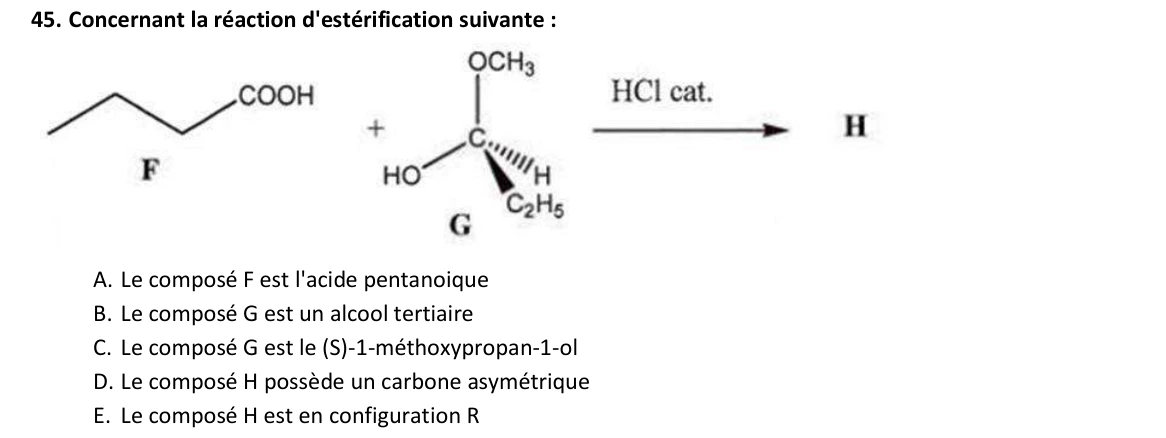 45. Concernant la réaction d'estérification suivante :
OCH3
COOH
HCl cat.
+
C
H
HO
H
F
C2H5
G
A. Le composé F est l'acide pentanoique
B. Le composé G est un alcool tertiaire
C. Le composé G est le (S)-1-méthoxypropan-1-ol
D. Le composé H possède un carbone asymétrique
E. Le composé H est en configuration R